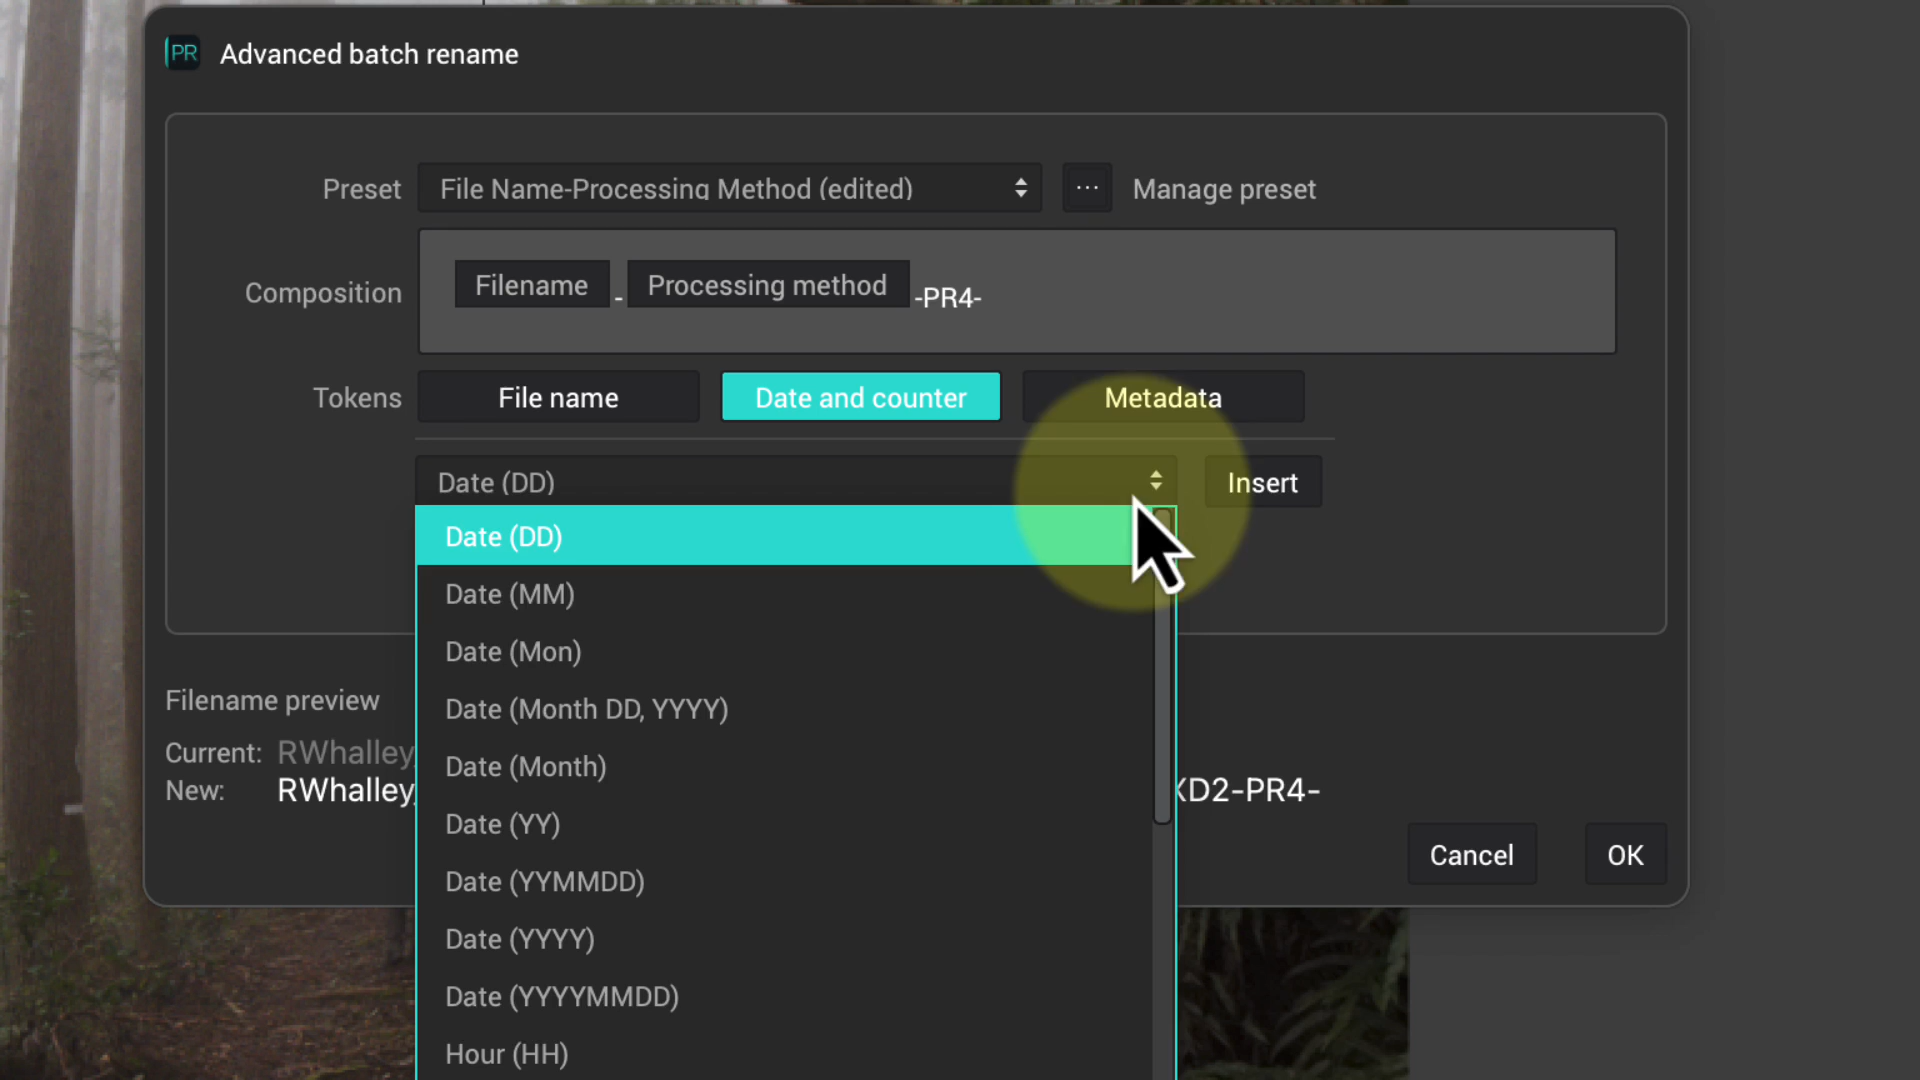 PR Advanced batch rename
Preset File Name-Processing Method (edited) ... Manage preset
Composition Filename - Processing method -PR4-
Tokens File name Date and counter Metadata
Date (DD) Insert
Date (DD)
Date (MM)
Date (Mon)
Date (Month DD, YYYY)
Date (Month)
Date (YY)
Date (YYMMDD)
Date (YYYY)
Date (YYYYMMDD)
Hour (HH)
Filename preview
Current: RWhalley
New: RWhalley XD2-PR4-
Cancel OK